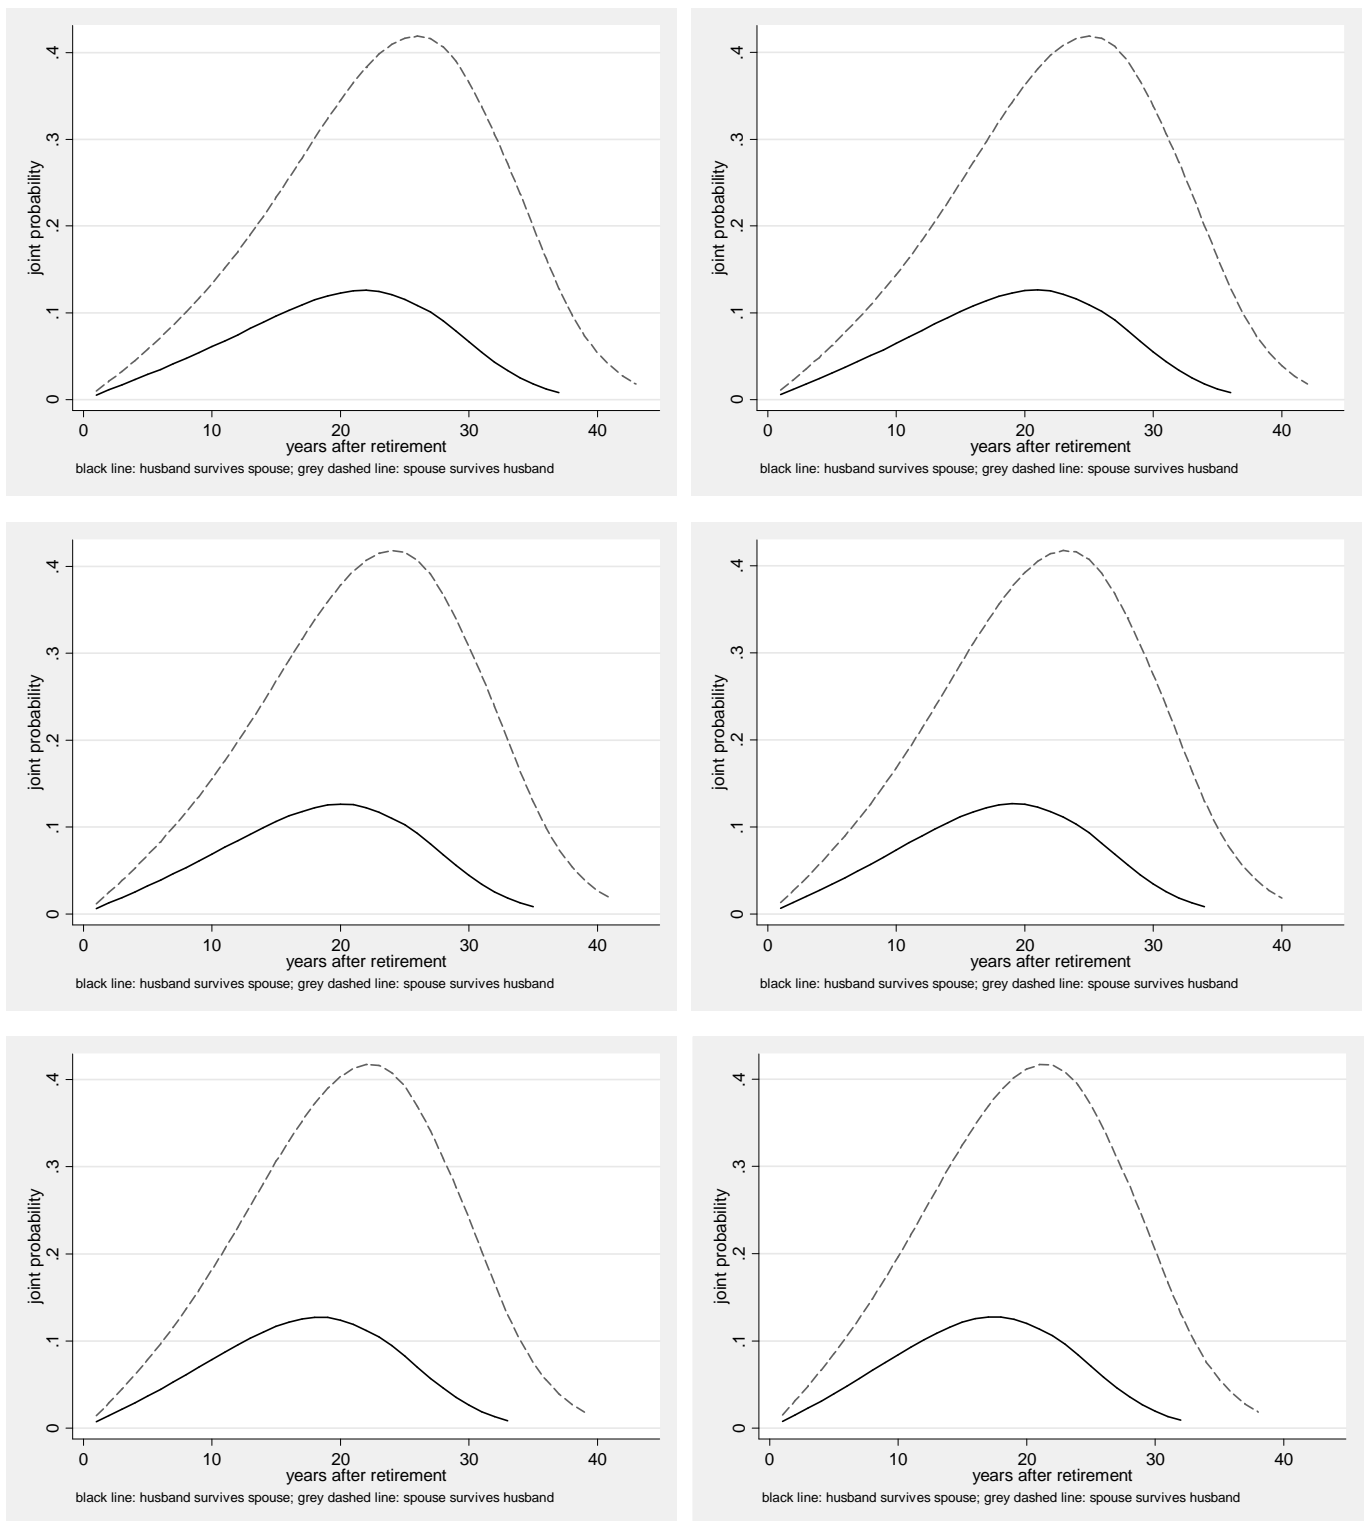 .4
.3
.2
.1
0
joint probability
0 10 20 30 40
years after retirement
black line: husband survives spouse; grey dashed line: spouse survives husband
.4
.3
.2
.1
0
joint probability
0 10 20 30 40
years after retirement
black line: husband survives spouse; grey dashed line: spouse survives husband
.4
.3
.2
.1
0
joint probability
0 10 20 30 40
years after retirement
black line: husband survives spouse; grey dashed line: spouse survives husband
.4
.3
.2
.1
0
joint probability
0 10 20 30 40
years after retirement
black line: husband survives spouse; grey dashed line: spouse survives husband
.4
.3
.2
.1
0
joint probability
0 10 20 30 40
years after retirement
black line: husband survives spouse; grey dashed line: spouse survives husband
.4
.3
.2
.1
0
joint probability
0 10 20 30 40
years after retirement
black line: husband survives spouse; grey dashed line: spouse survives husband